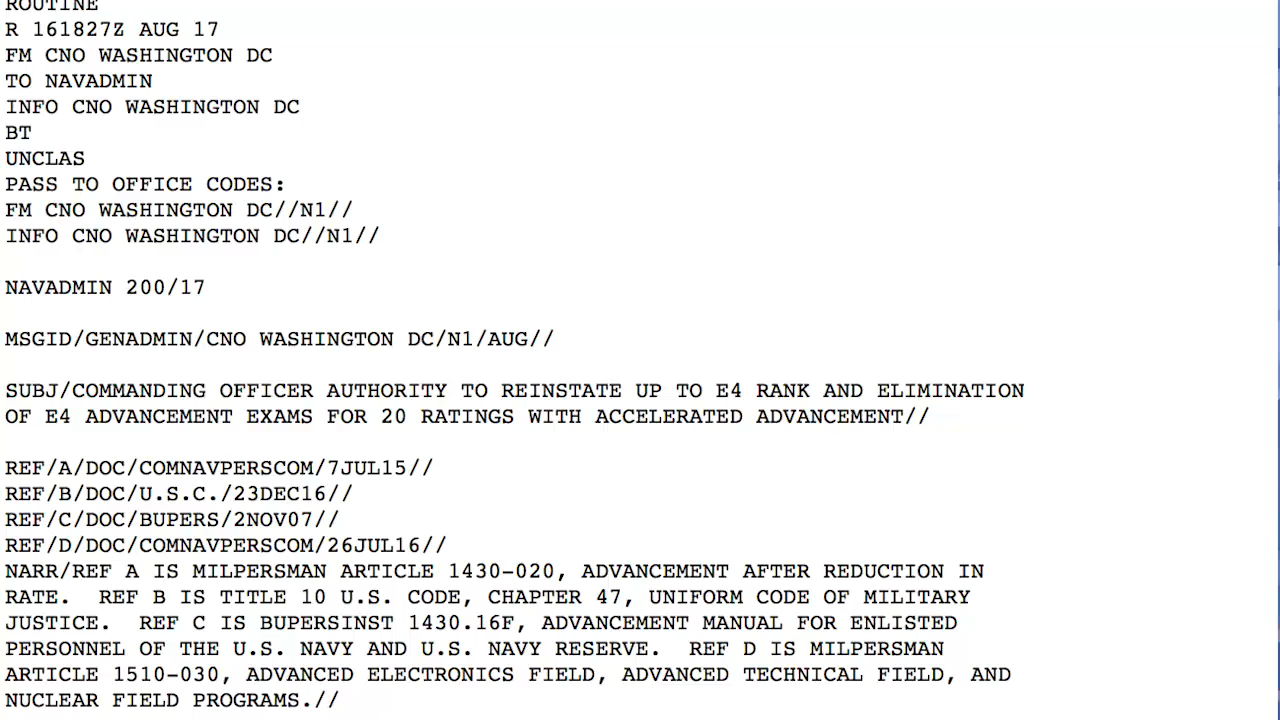 ROUTINE
R 161827Z AUG 17
FM CNO WASHINGTON DC
TO NAVADMIN
INFO CNO WASHINGTON DC
BT
UNCLAS
PASS TO OFFICE CODES:
FM CNO WASHINGTON DC//N1//
INFO CNO WASHINGTON DC//N1//
NAVADMIN 200/17
MSGID/GENADMIN/CNO WASHINGTON DC/N1/AUG//
SUBJ/COMMANDING OFFICER AUTHORITY TO REINSTATE UP TO E4 RANK AND ELIMINATION
OF E4 ADVANCEMENT EXAMS FOR 20 RATINGS WITH ACCELERATED ADVANCEMENT//
REF/A/DOC/COMNAVPERSCOM/7JUL15//
REF/B/DOC/U.S.C./23DEC16//
REF/C/DOC/BUPERS/2NOV07//
REF/D/DOC/COMNAVPERSCOM/26JUL16//
NARR/REF A IS MILPERSMAN ARTICLE 1430-020, ADVANCEMENT AFTER REDUCTION IN
RATE.  REF B IS TITLE 10 U.S. CODE, CHAPTER 47, UNIFORM CODE OF MILITARY
JUSTICE.  REF C IS BUPERSINST 1430.16F, ADVANCEMENT MANUAL FOR ENLISTED
PERSONNEL OF THE U.S. NAVY AND U.S. NAVY RESERVE.  REF D IS MILPERSMAN
ARTICLE 1510-030, ADVANCED ELECTRONICS FIELD, ADVANCED TECHNICAL FIELD, AND
NUCLEAR FIELD PROGRAMS.//